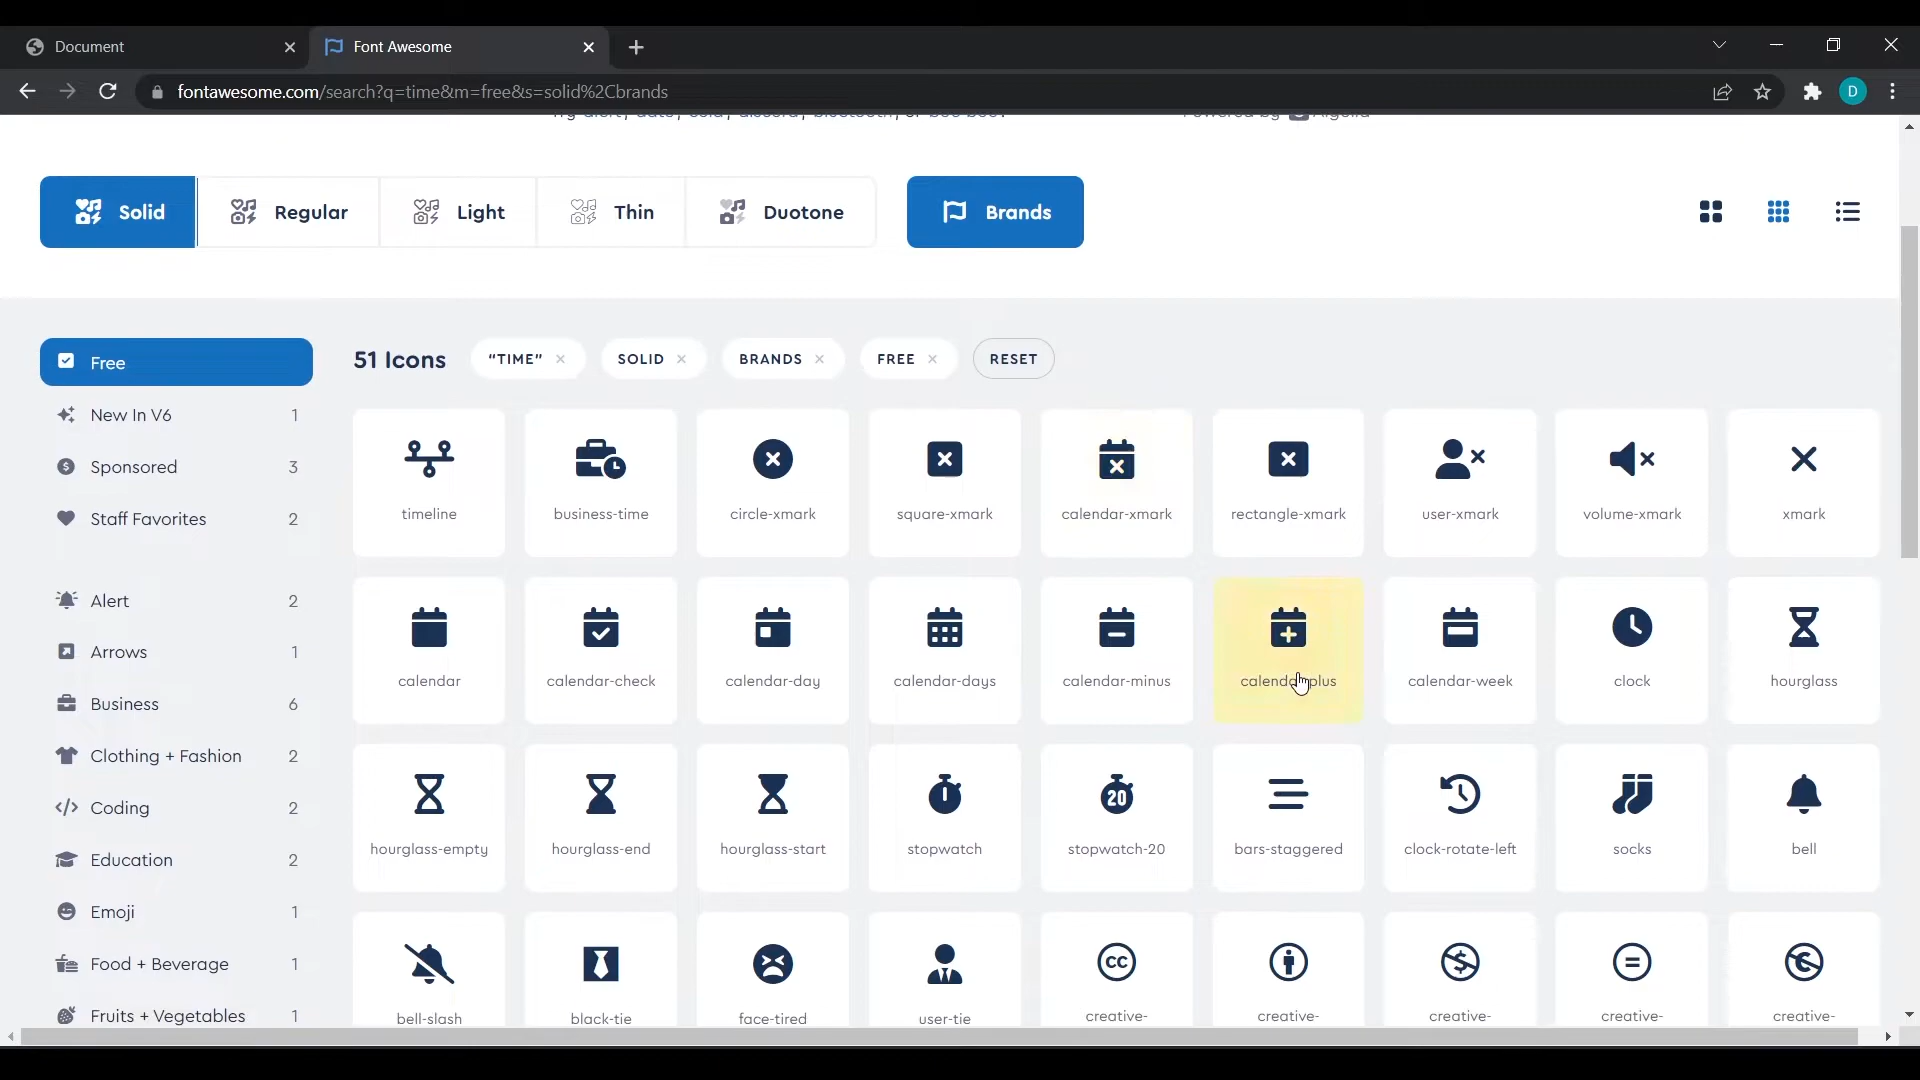 Document
Font Awesome
fontawesome.com/search?q=time&m=free&s=solid%2Cbrands
D
Solid
Regular
Light
Thin
Duotone
Brands
Free
New In V6 1
Sponsored 3
Staff Favorites 2
Alert 2
Arrows 1
Business 6
Clothing + Fashion 2
Coding 2
Education 2
Emoji 1
Food + Beverage 1
Fruits + Vegetables 1
51 Icons
"TIME" ×
SOLID ×
BRANDS ×
FREE ×
RESET
timeline
business-time
circle-xmark
square-xmark
calendar-xmark
rectangle-xmark
user-xmark
volume-xmark
xmark
calendar
calendar-check
calendar-day
calendar-days
calendar-minus
calendar-plus
calendar-week
clock
hourglass
hourglass-empty
hourglass-end
hourglass-start
stopwatch
20
stopwatch-20
bars-staggered
clock-rotate-left
socks
bell
bell-slash
black-tie
face-tired
user-tie
cc
creative-
creative-
creative-
creative-
creative-